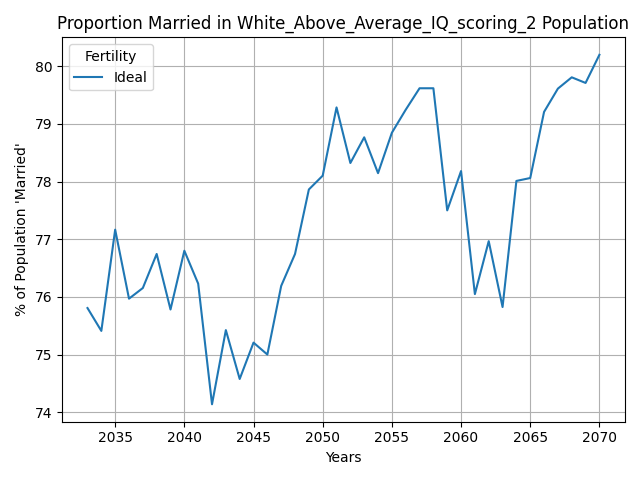 Proportion Married in White_Above_Average_IQ_scoring_2 Population
Fertility
Ideal
% of Population 'Married'
80
79
78
77
76
75
74
2035 2040 2045 2050 2055 2060 2065 2070
Years